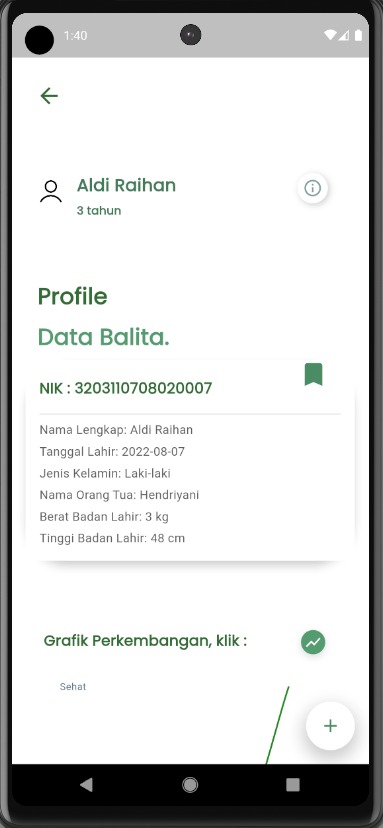 1:40
Aldi Raihan
3 tahun
Profile
Data Balita.
NIK : 3203110708020007
Nama Lengkap: Aldi Raihan
Tanggal Lahir: 2022-08-07
Jenis Kelamin: Laki-laki
Nama Orang Tua: Hendriyani
Berat Badan Lahir: 3 kg
Tinggi Badan Lahir: 48 cm
Grafik Perkembangan, klik :
Sehat